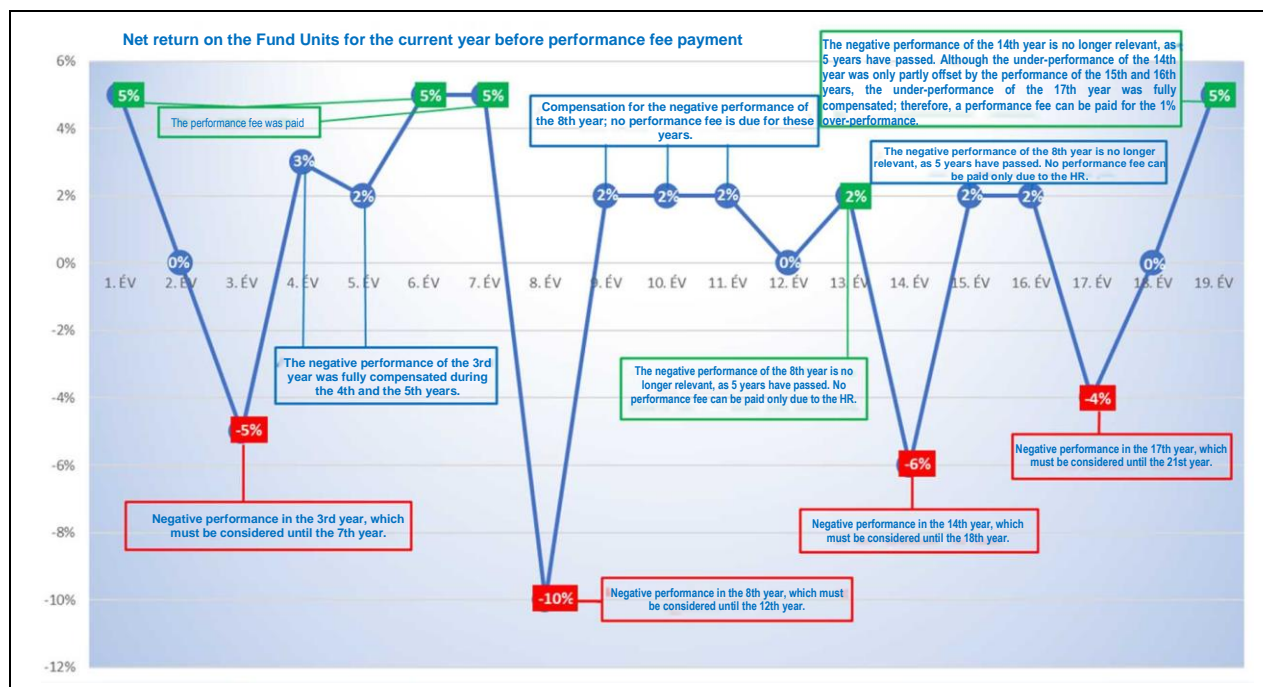 Net return on the Fund Units for the current year before performance fee payment
The negative performance of the 14th year is no longer relevant, as
5 years have passed. Although the under-performance of the 14th
year was only partly offset by the performance of the 15th and 16th
years, the under-performance of the 17th year was fully
compensated; therefore, a performance fee can be paid for the 1%
over-performance.
6%
4%
2%
0%
-2%
-4%
-6%
-8%
-10%
-12%
5%
0%
-5%
3%
2%
5%
5%
-10%
2%
2%
2%
0%
2%
-6%
2%
2%
-4%
0%
5%
The performance fee was paid
Compensation for the negative performance of
the 8th year; no performance fee is due for these
years.
The negative performance of the 8th year is no longer
relevant, as 5 years have passed. No performance fee can
be paid only due to the HR.
1. ÉV
2. ÉV
3. ÉV
4. ÉV
5. ÉV
6. ÉV
7. ÉV
8. ÉV
9. ÉV
10. ÉV
11. ÉV
12. ÉV
13. ÉV
14. ÉV
15. ÉV
16. ÉV
17. ÉV
18. ÉV
19. ÉV
The negative performance of the 3rd
year was fully compensated during
the 4th and the 5th years.
The negative performance of the 8th year is no
longer relevant, as 5 years have passed. No
performance fee can be paid only due to the HR.
Negative performance in the 17th year, which
must be considered until the 21st year.
Negative performance in the 3rd year, which
must be considered until the 7th year.
Negative performance in the 14th year, which
must be considered until the 18th year.
Negative performance in the 8th year, which must
be considered until the 12th year.